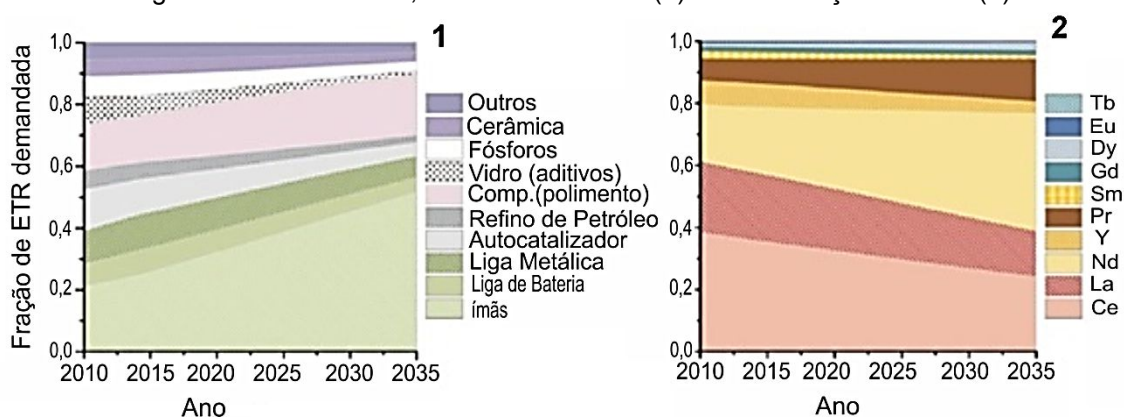 1
Fração de ETR demandada
1,0
0,8
0,6
0,4
0,2
0,0
2010 2015 2020 2025 2030 2035
Ano
Outros
Cerâmica
Fósforos
Vidro (aditivos)
Comp.(polimento)
Refino de Petróleo
Autocatalizador
Liga Metálica
Liga de Bateria
ímãs
2
1,0
0,8
0,6
0,4
0,2
0,0
2010 2015 2020 2025 2030 2035
Ano
Tb
Eu
Dy
Gd
Sm
Pr
Y
Nd
La
Ce